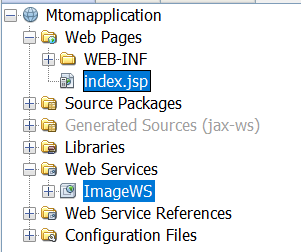 Mtomapplication
Web Pages
WEB-INF
index.jsp
Source Packages
Generated Sources (jax-ws)
Libraries
Web Services
ImageWS
Web Service References
Configuration Files